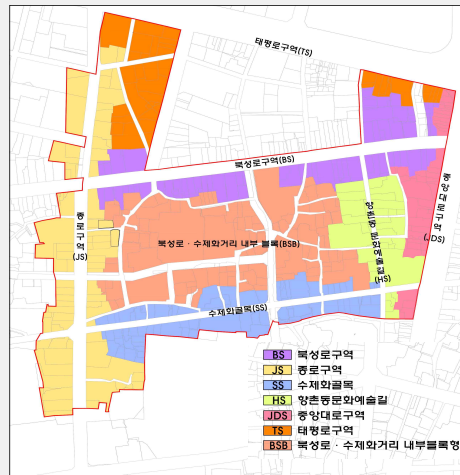 태평로구역(TS)
북성로구역(BS)
중앙대로구역
(JDS)
향촌동문화예술길
(HS)
종로구역
(JS)
북성로 · 수제화거리 내부 블록(BSB)
수제화골목(SS)
BS 북성로구역
JS 종로구역
SS 수제화골목
HS 향촌동문화예술길
JDS 중앙대로구역
TS 태평로구역
BSB 북성로 · 수제화거리 내부블록형